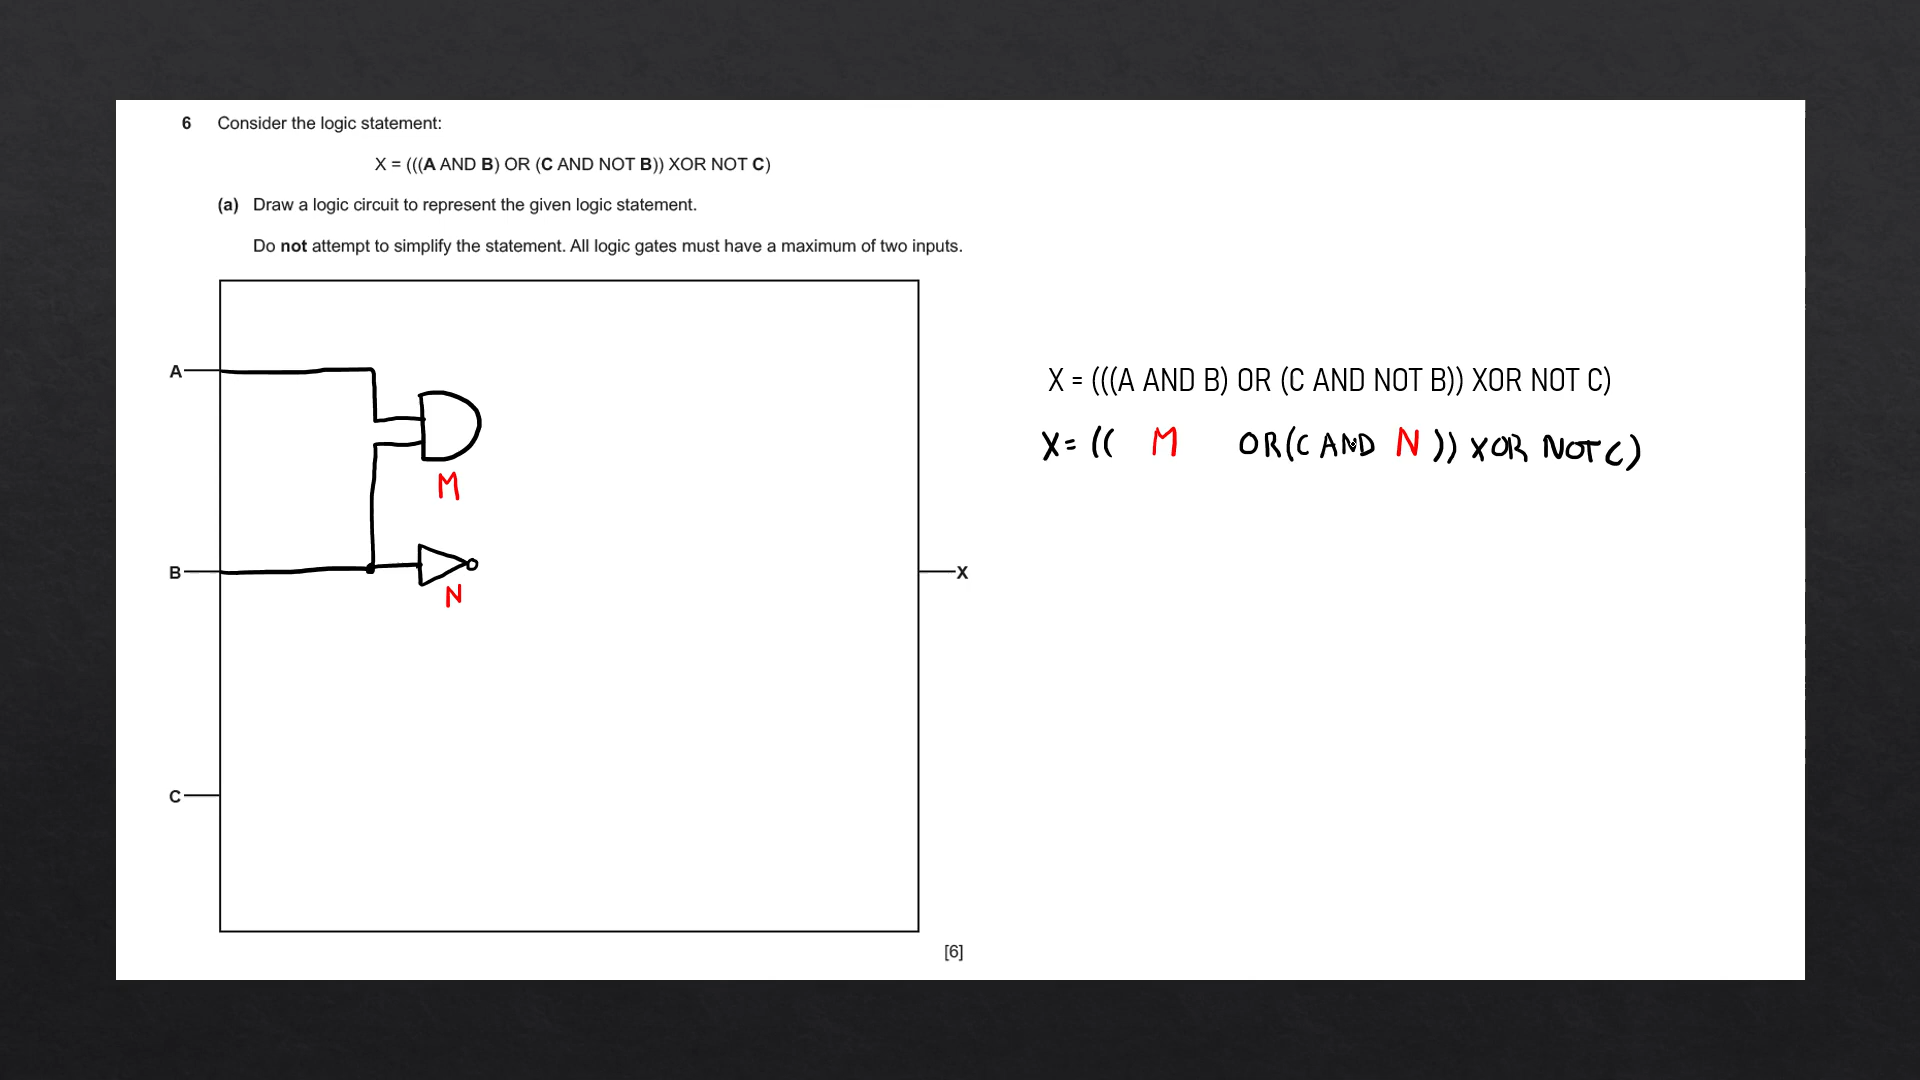 6 Consider the logic statement:
X = (((A AND B) OR (C AND NOT B)) XOR NOT C)
(a) Draw a logic circuit to represent the given logic statement.
Do not attempt to simplify the statement. All logic gates must have a maximum of two inputs.
A
M
B
N
X
C
[6]
X = (((A AND B) OR (C AND NOT B)) XOR NOT C)
X = (( M OR (C AND N )) XOR NOT C)